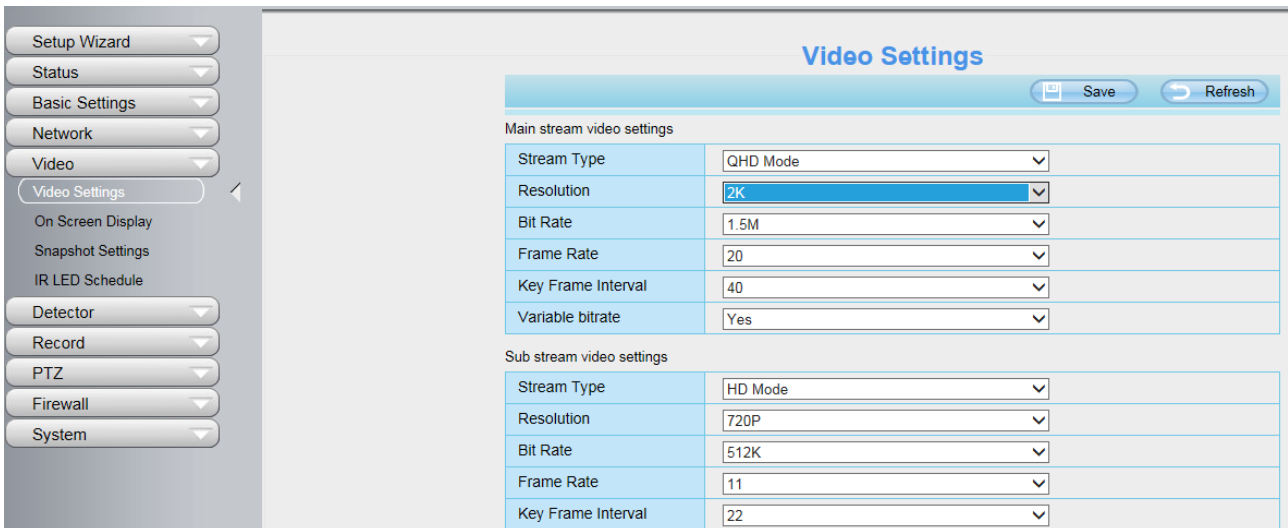 Setup Wizard
Status
Basic Settings
Network
Video
Video Settings
On Screen Display
Snapshot Settings
IR LED Schedule
Detector
Record
PTZ
Firewall
System
Video Settings
Save Refresh
Main stream video settings
Stream Type QHD Mode
Resolution 2K
Bit Rate 1.5M
Frame Rate 20
Key Frame Interval 40
Variable bitrate Yes
Sub stream video settings
Stream Type HD Mode
Resolution 720P
Bit Rate 512K
Frame Rate 11
Key Frame Interval 22